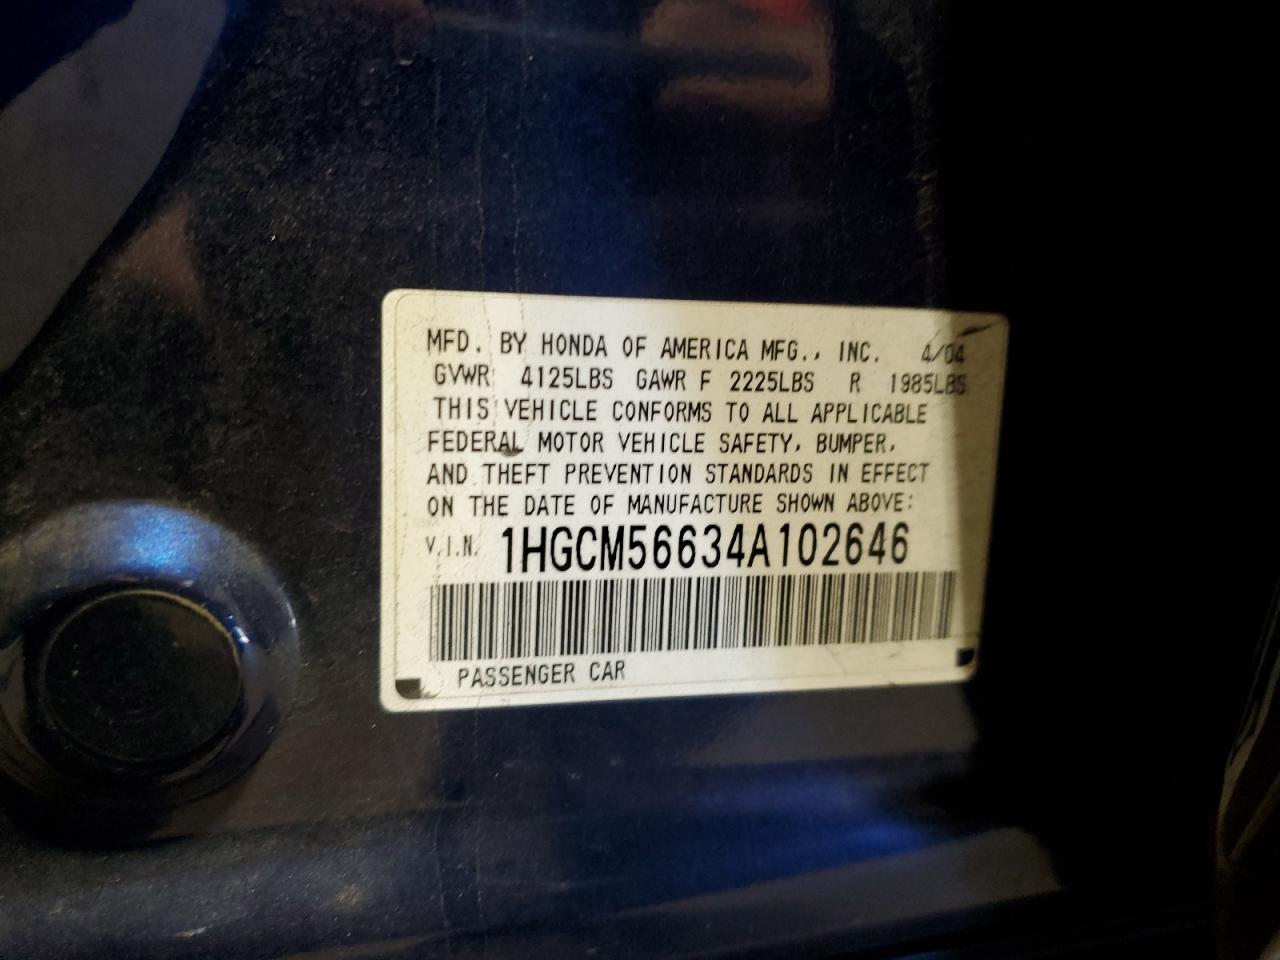 MFD. BY HONDA OF AMERICA MFG., INC. 4/04
GVWR 4125LBS GAWR F 2225LBS R 1985LBS
THIS VEHICLE CONFORMS TO ALL APPLICABLE
FEDERAL MOTOR VEHICLE SAFETY, BUMPER,
AND THEFT PREVENTION STANDARDS IN EFFECT
ON THE DATE OF MANUFACTURE SHOWN ABOVE:
V.I.N. 1HGCM56634A102646
PASSENGER CAR